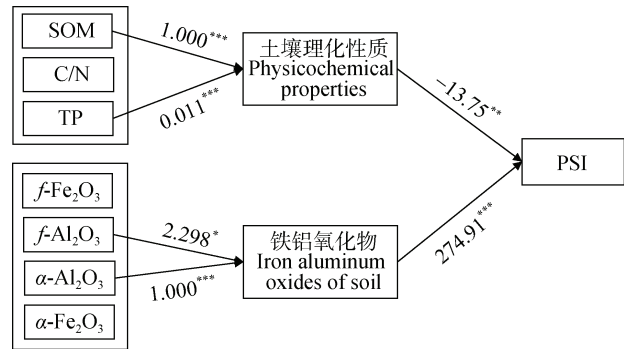 SOM
C/N
TP
1.000***
0.011***
土壤理化性质
Physicochemical
properties
−13.75**
PSI
f-Fe₂O₃
f-Al₂O₃
α-Al₂O₃
α-Fe₂O₃
2.298*
1.000***
铁铝氧化物
Iron aluminum
oxides of soil
274.91***